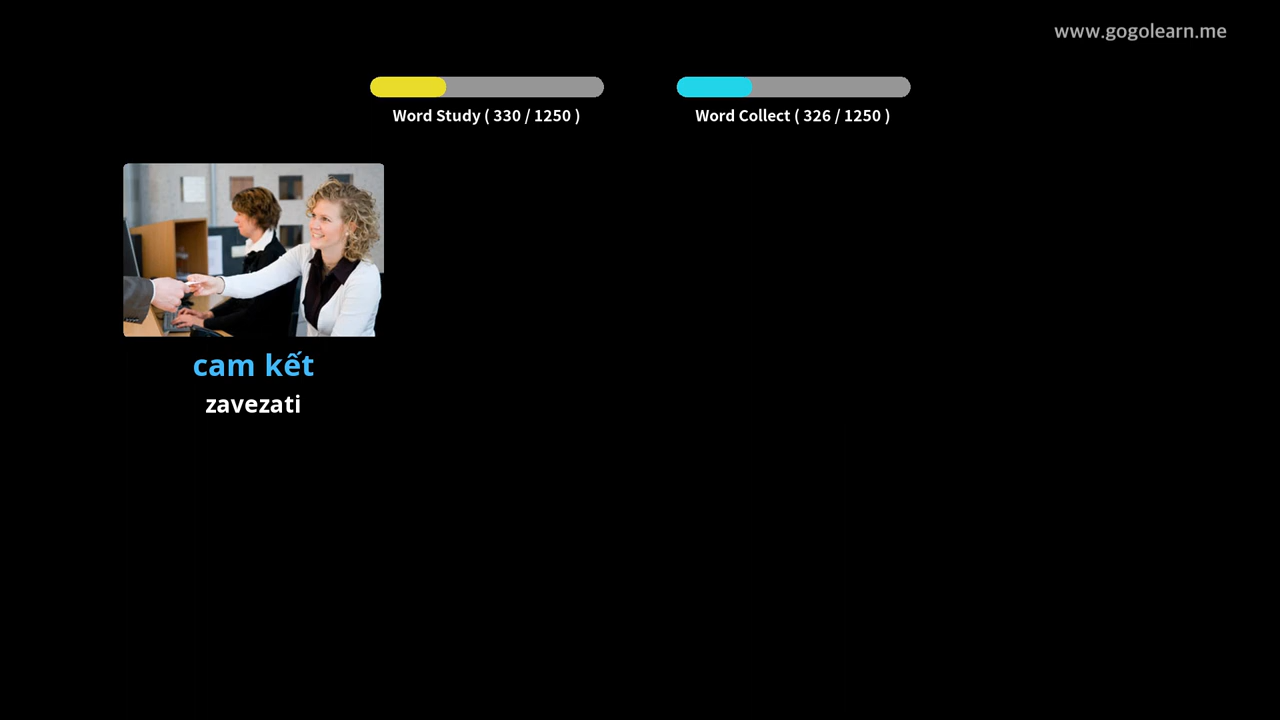 www.gogolearn.me
Word Study ( 330 / 1250 )
Word Collect ( 326 / 1250 )
cam kết
zavezati